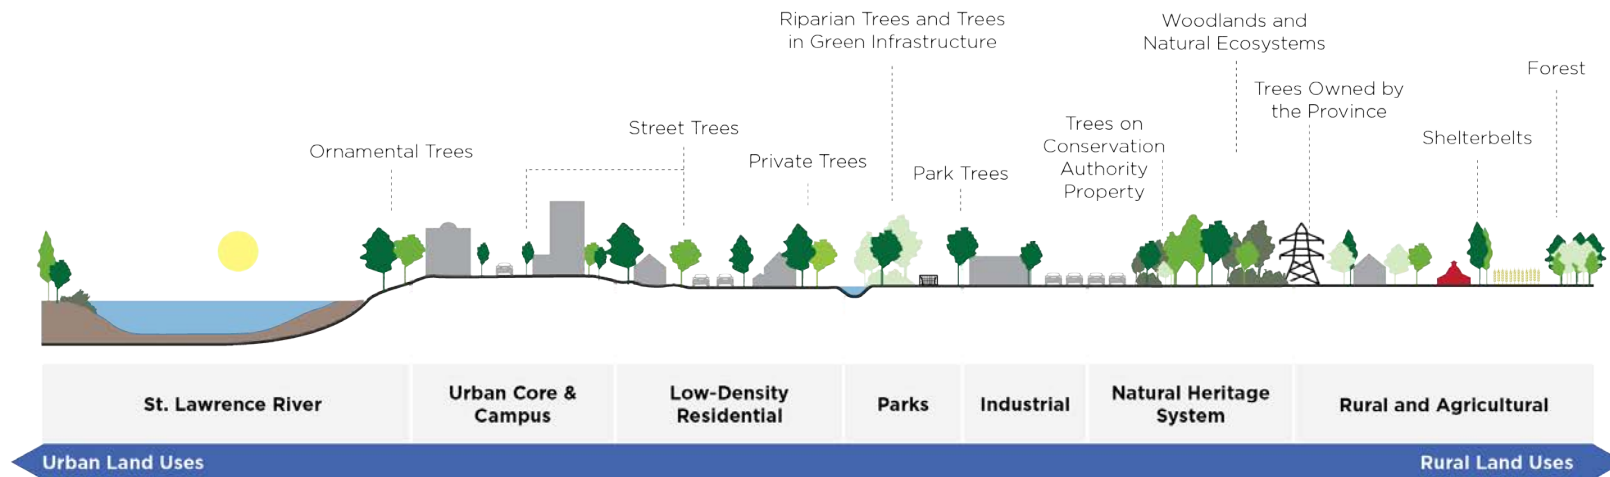 Riparian Trees and Trees
in Green Infrastructure
Woodlands and
Natural Ecosystems
Forest
Trees Owned by
the Province
Trees on
Conservation
Authority
Property
Street Trees
Shelterbelts
Ornamental Trees
Private Trees
Park Trees
St. Lawrence River
Urban Core &
Campus
Low-Density
Residential
Parks
Industrial
Natural Heritage
System
Rural and Agricultural
Urban Land Uses
Rural Land Uses